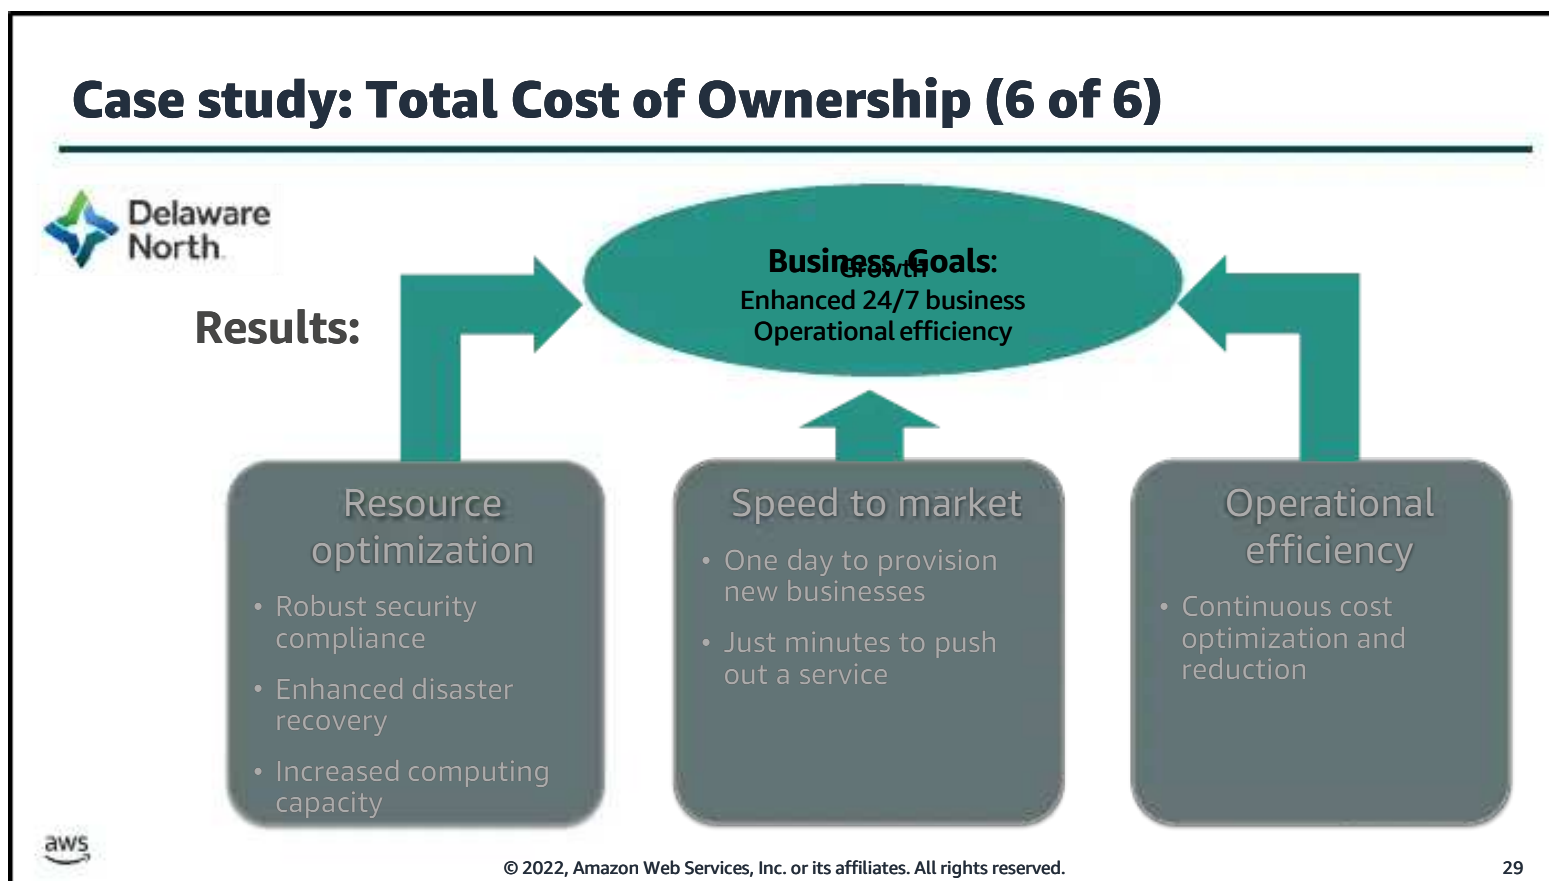 Case study: Total Cost of Ownership (6 of 6)
Delaware
North
Results:
Business Goals:
Growth
Enhanced 24/7 business
Operational efficiency
Resource
optimization
• Robust security
compliance
• Enhanced disaster
recovery
• Increased computing
capacity
Speed to market
• One day to provision
new businesses
• Just minutes to push
out a service
Operational
efficiency
• Continuous cost
optimization and
reduction
aws
© 2022, Amazon Web Services, Inc. or its affiliates. All rights reserved.
29